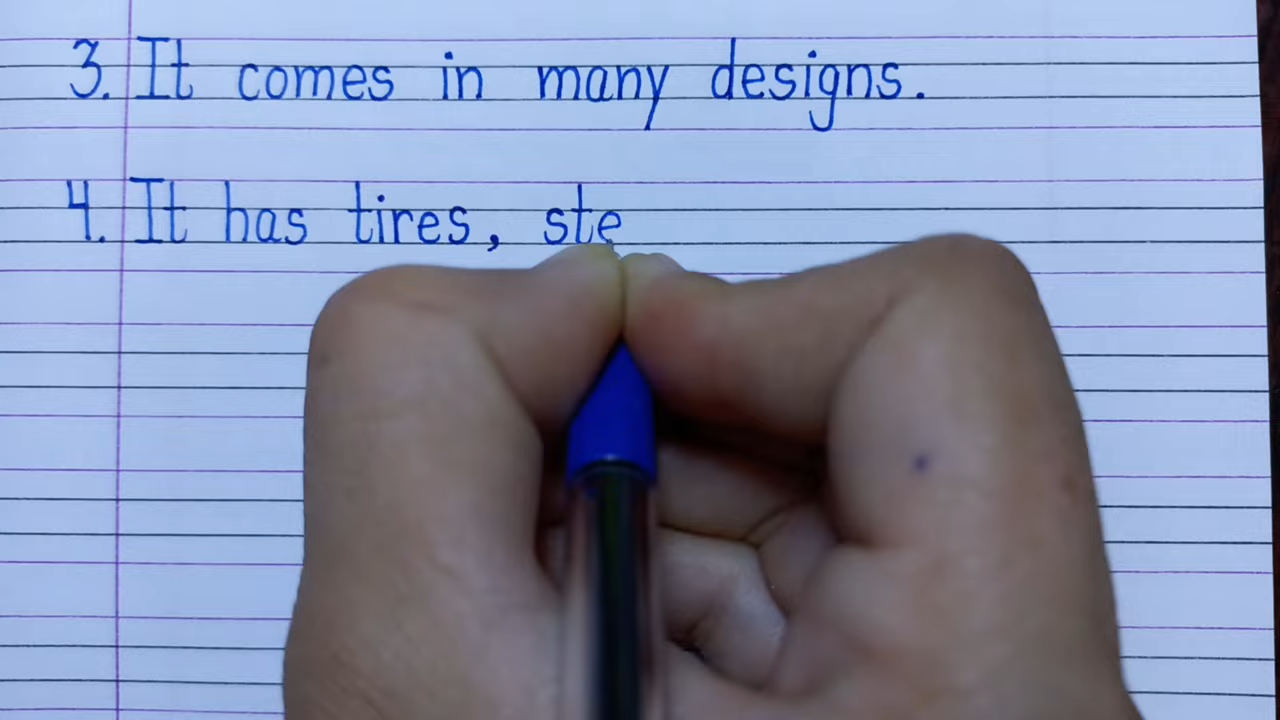 3. It comes in many designs.
4. It has tires, ste